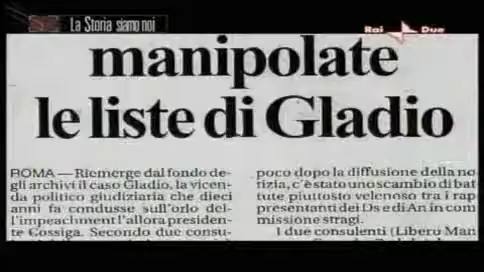 La Storia siamo noi
Rai Due
manipolate
le liste di Gladio
ROMA — Riemerge dal fondo de-
gli archivi il caso Gladio, la vicen-
da politico giudiziaria che dieci
anni fa condusse sull'orlo del-
l'impeachment l'allora presiden-
te Cossiga. Secondo due consu-
poco dopo la diffusione della no-
tizia, c'è stato uno scambio di bat-
tute piuttosto velenoso tra i rap-
presentanti dei Ds e di An in com-
missione stragi.
I due consulenti (Libero Man-